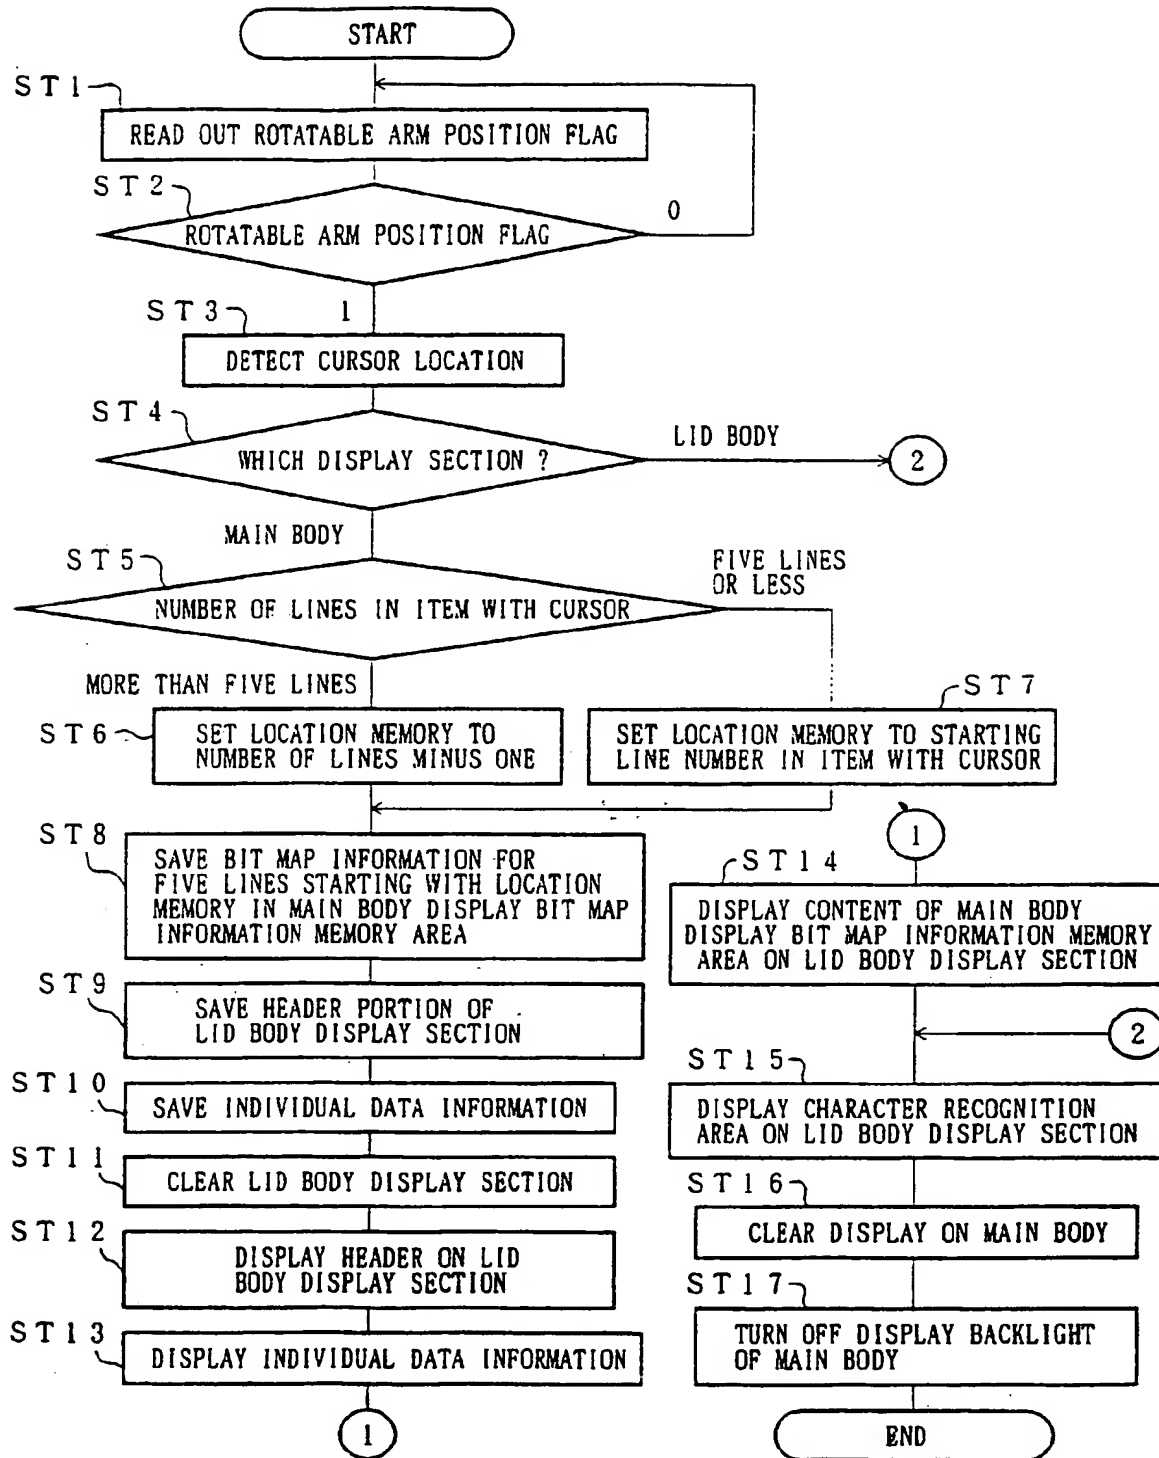 START
ST1
READ OUT ROTATABLE ARM POSITION FLAG
ST2
ROTATABLE ARM POSITION FLAG
0
1
ST3
DETECT CURSOR LOCATION
ST4
WHICH DISPLAY SECTION ?
LID BODY
2
MAIN BODY
ST5
NUMBER OF LINES IN ITEM WITH CURSOR
FIVE LINES
OR LESS
MORE THAN FIVE LINES
ST6
SET LOCATION MEMORY TO
NUMBER OF LINES MINUS ONE
ST7
SET LOCATION MEMORY TO STARTING
LINE NUMBER IN ITEM WITH CURSOR
ST8
SAVE BIT MAP INFORMATION FOR
FIVE LINES STARTING WITH LOCATION
MEMORY IN MAIN BODY DISPLAY BIT MAP
INFORMATION MEMORY AREA
ST9
SAVE HEADER PORTION OF
LID BODY DISPLAY SECTION
ST10
SAVE INDIVIDUAL DATA INFORMATION
ST11
CLEAR LID BODY DISPLAY SECTION
ST12
DISPLAY HEADER ON LID
BODY DISPLAY SECTION
ST13
DISPLAY INDIVIDUAL DATA INFORMATION
1
1
ST14
DISPLAY CONTENT OF MAIN BODY
DISPLAY BIT MAP INFORMATION MEMORY
AREA ON LID BODY DISPLAY SECTION
2
ST15
DISPLAY CHARACTER RECOGNITION
AREA ON LID BODY DISPLAY SECTION
ST16
CLEAR DISPLAY ON MAIN BODY
ST17
TURN OFF DISPLAY BACKLIGHT
OF MAIN BODY
END